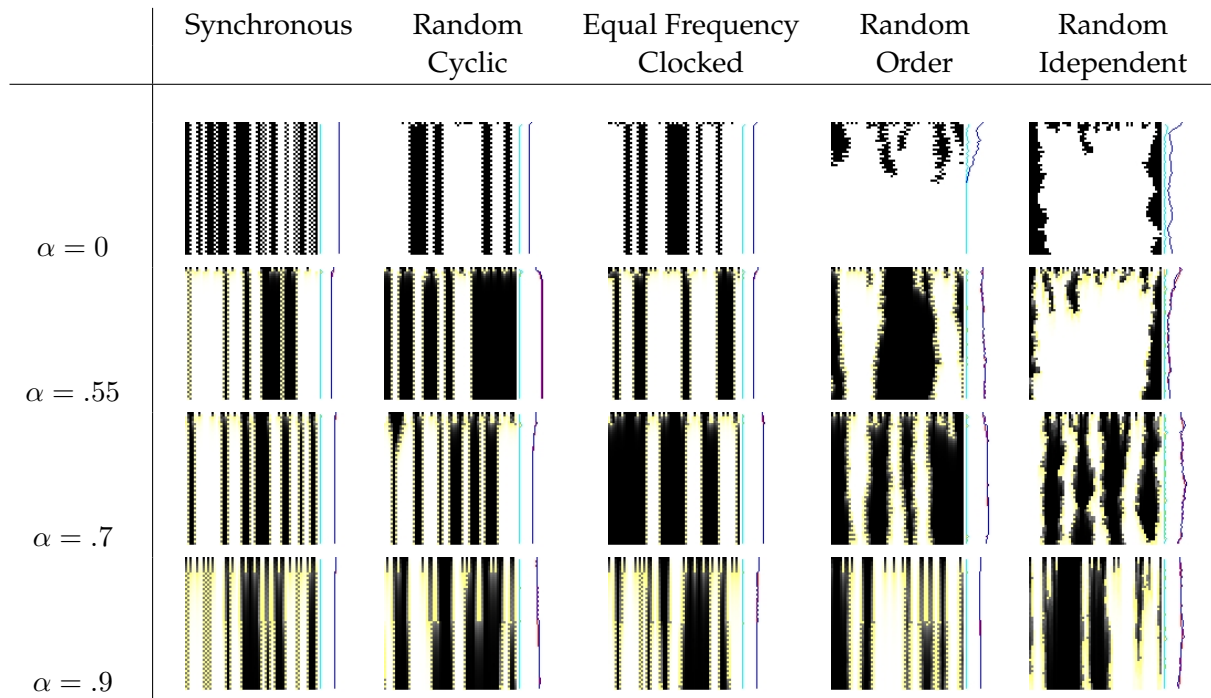 Synchronous Random Equal Frequency Random Random
Cyclic Clocked Order Idependent
α = 0
α = .55
α = .7
α = .9